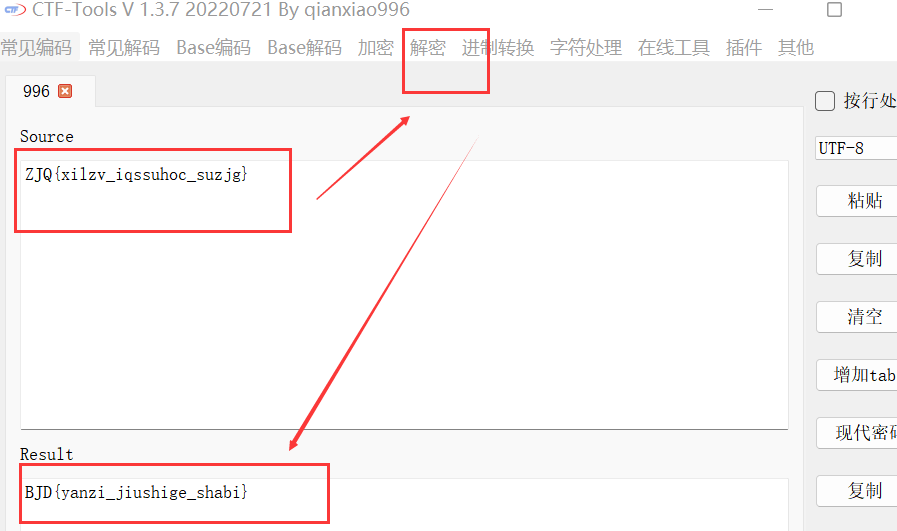 CTF-Tools V 1.3.7 20220721 By qianxiao996
常见编码 常见解码 Base编码 Base解码 加密 解密 进制转换 字符处理 在线工具 插件 其他
996
按行处
Source
UTF-8
ZJQ{xilzv_iqssuhoc_suzjg}
粘贴
复制
清空
增加tab
现代密码
Result
复制
BJD{yanzi_jiushige_shabi}